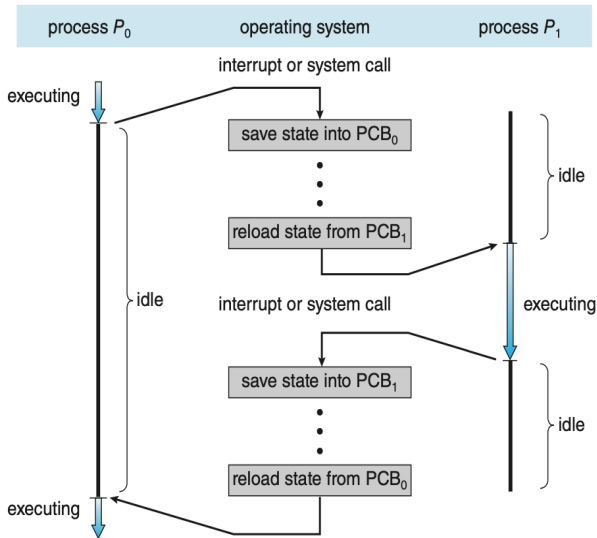 process P₀ operating system process P₁
interrupt or system call
executing
save state into PCB₀
idle
reload state from PCB₁
idle
interrupt or system call
executing
save state into PCB₁
idle
reload state from PCB₀
executing